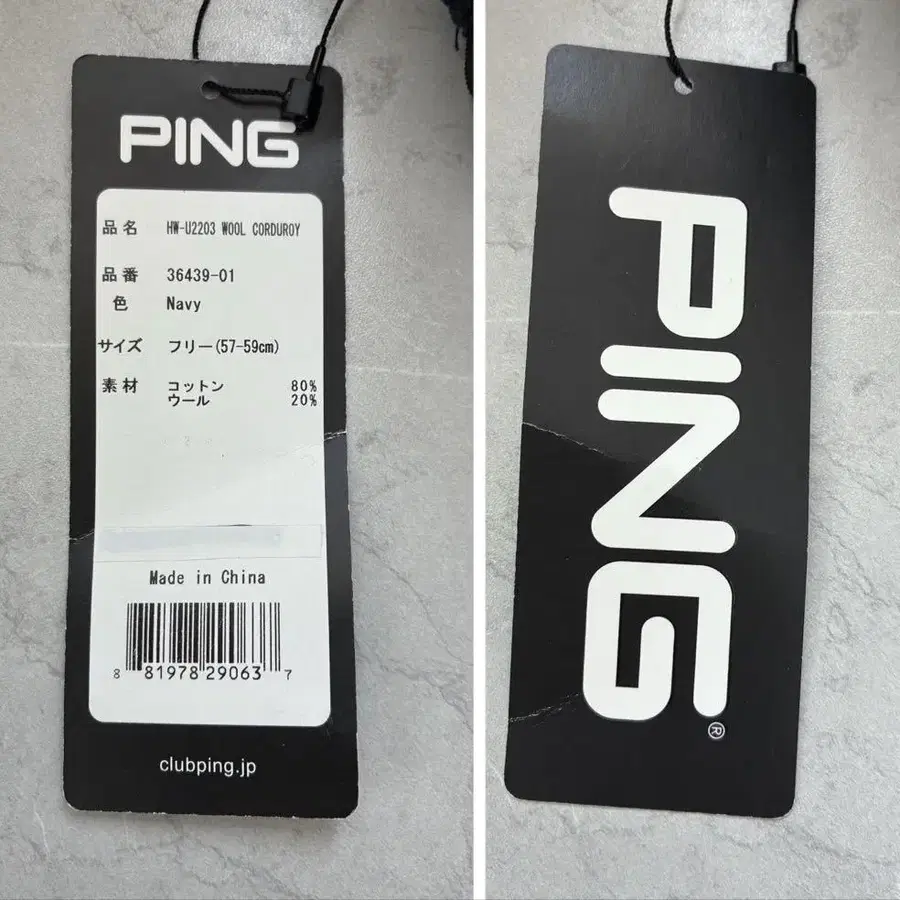 PING
品名 HW-U2203 WOOL CORDUROY
品番 36439-01
色 Navy
サイズ フリー(57-59cm)
素材 コットン 80%
ウール 20%
Made in China
8 81978 29063 7
clubping.jp
PING®